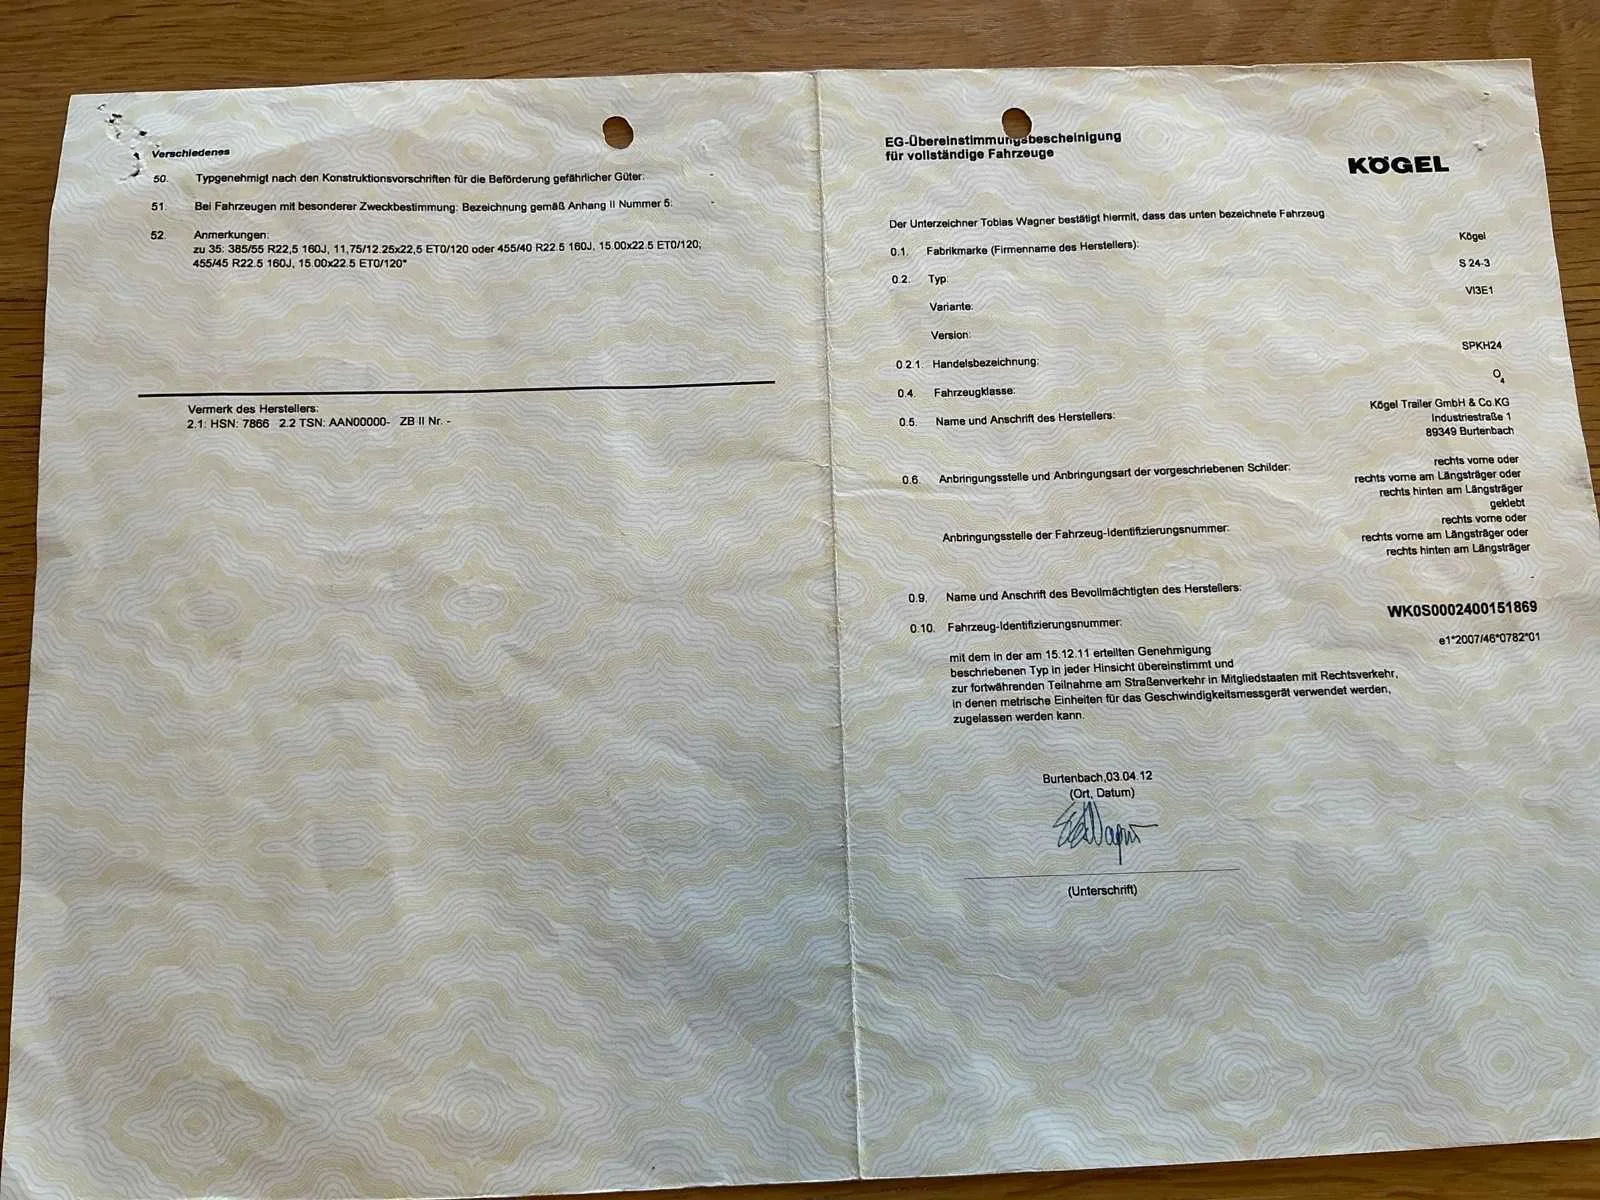 Verschiedenes
50. Typgenehmigt nach den Konstruktionsvorschriften für die Beförderung gefährlicher Güter:
51. Bei Fahrzeugen mit besonderer Zweckbestimmung: Bezeichnung gemäß Anhang II Nummer 5:
52. Anmerkungen:
zu 35: 385/55 R22,5 160J, 11,75/12.25x22,5 ET0/120 oder 455/40 R22.5 160J, 15.00x22.5 ET0/120;
455/45 R22.5 160J, 15.00x22.5 ET0/120*
Vermerk des Herstellers:
2.1: HSN: 7866 2.2 TSN: AAN00000- ZB II Nr. -
EG-Übereinstimmungsbescheinigung
für vollständige Fahrzeuge
KÖGEL
Der Unterzeichner Tobias Wagner bestätigt hiermit, dass das unten bezeichnete Fahrzeug
0.1. Fabrikmarke (Firmenname des Herstellers): Kögel
0.2. Typ: S 24-3
Variante: VI3E1
Version:
0.2.1. Handelsbezeichnung: SPKH24
0.4. Fahrzeugklasse: O4
0.5. Name und Anschrift des Herstellers: Kögel Trailer GmbH & Co.KG
Industriestraße 1
89349 Burtenbach
0.6. Anbringungsstelle und Anbringungsart der vorgeschriebenen Schilder: rechts vorne oder
rechts vorne am Längsträger oder
rechts hinten am Längsträger
geklebt
Anbringungsstelle der Fahrzeug-Identifizierungsnummer: rechts vorne oder
rechts vorne am Längsträger oder
rechts hinten am Längsträger
0.9. Name und Anschrift des Bevollmächtigten des Herstellers:
0.10. Fahrzeug-Identifizierungsnummer: WK0S0002400151869
mit dem in der am 15.12.11 erteilten Genehmigung e1*2007/46*0782*01
beschriebenen Typ in jeder Hinsicht übereinstimmt und
zur fortwährenden Teilnahme am Straßenverkehr in Mitgliedstaaten mit Rechtsverkehr,
in denen metrische Einheiten für das Geschwindigkeitsmessgerät verwendet werden,
zugelassen werden kann.
Burtenbach,03.04.12
(Ort, Datum)
(Unterschrift)